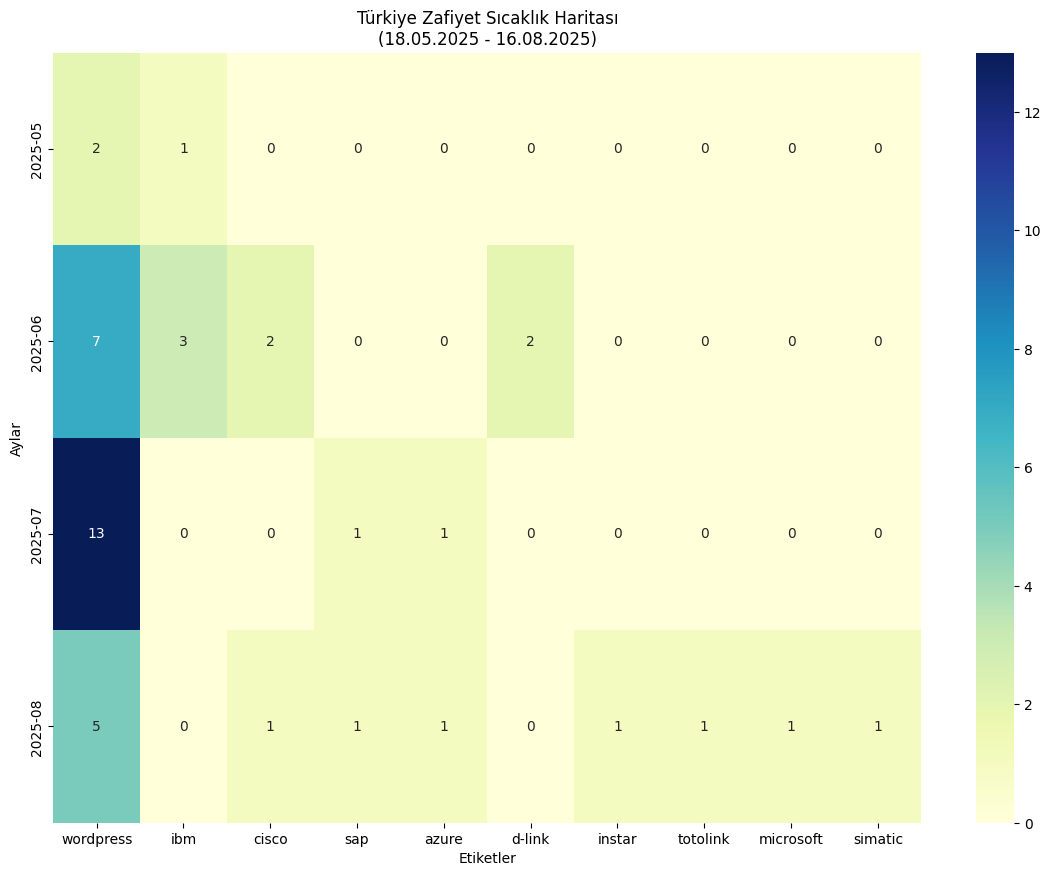 Türkiye Zafiyet Sıcaklık Haritası
(18.05.2025 - 16.08.2025)
Aylar
2025-05
2 1 0 0 0 0 0 0 0 0
2025-06
7 3 2 0 0 2 0 0 0 0
2025-07
13 0 0 1 1 0 0 0 0 0
2025-08
5 0 1 1 1 0 1 1 1 1
wordpress ibm cisco sap azure d-link instar totolink microsoft simatic
Etiketler
12
10
8
6
4
2
0